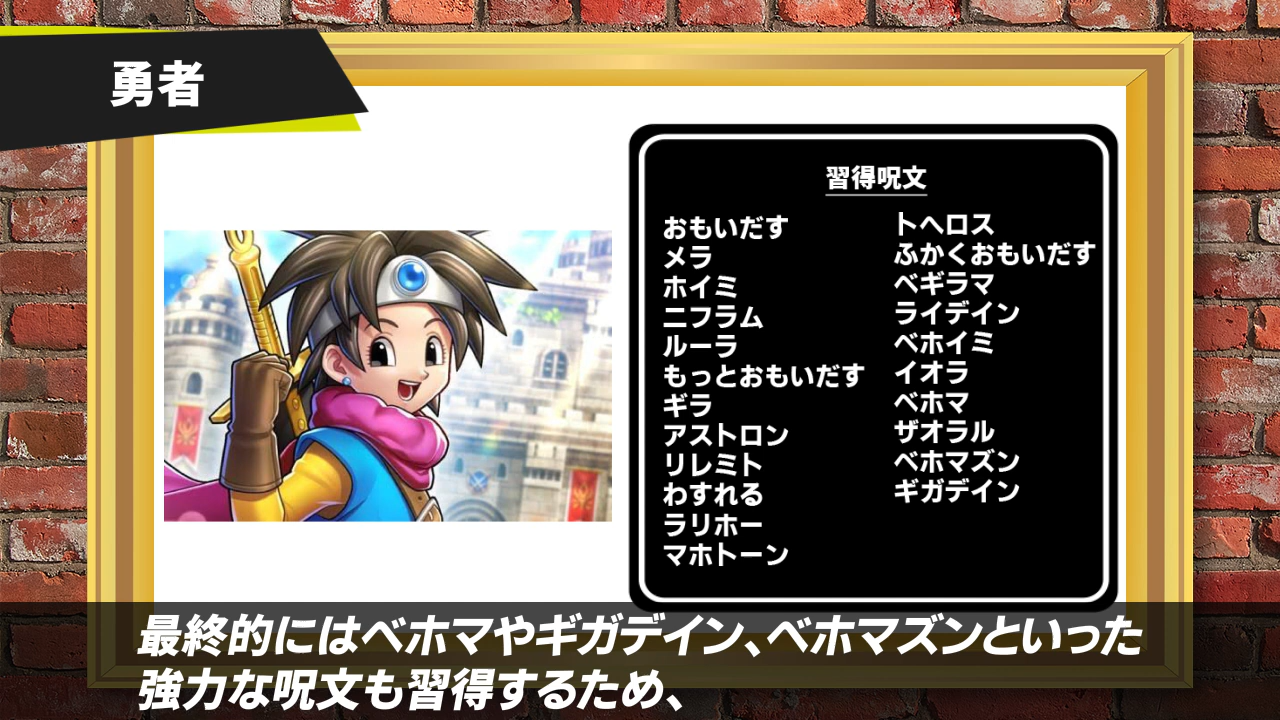 勇者
習得呪文
おもいだす
メラ
ホイミ
ニフラム
ルーラ
もっとおもいだす
ギラ
アストロン
リレミト
わすれる
ラリホー
マホトーン
トヘロス
ふかくおもいだす
ベギラマ
ライデイン
ベホイミ
イオラ
ベホマ
ザオラル
ベホマズン
ギガデイン
最終的にはベホマやギガデイン、ベホマズンといった
強力な呪文も習得するため、